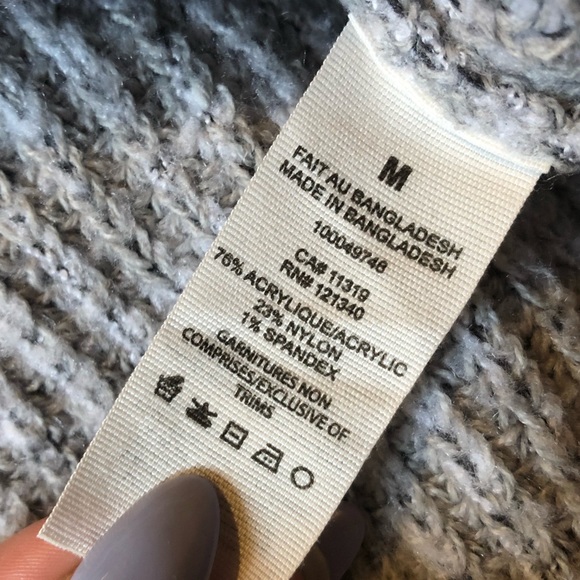 M
FAIT AU BANGLADESH
MADE IN BANGLADESH
100049746
CA# 11319
RN# 121340
76% ACRYLIQUE/ACRYLIC
23% NYLON
1% SPANDEX
GARNITURES NON
COMPRISES/EXCLUSIVE OF
TRIMS